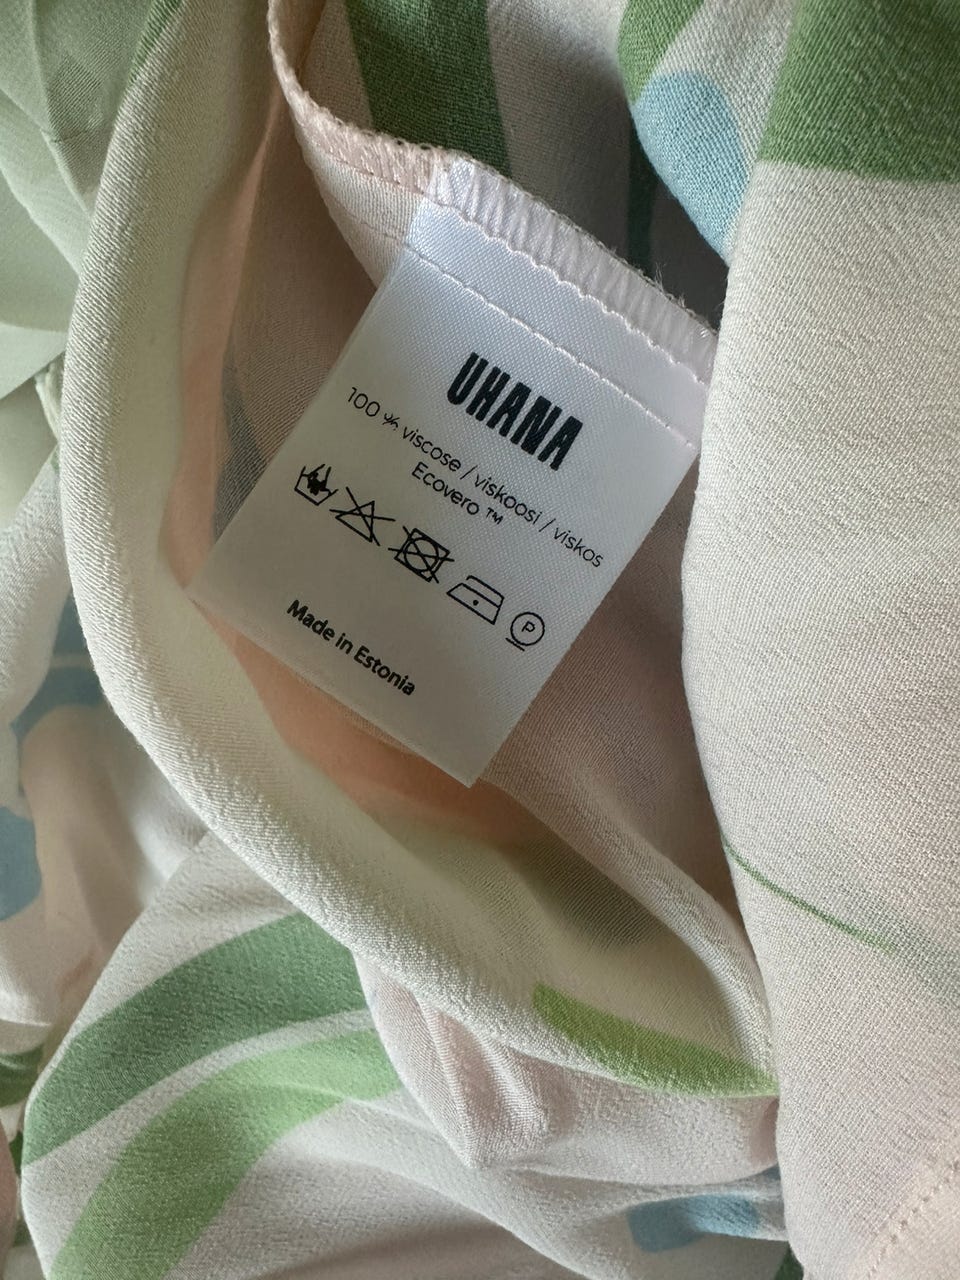 UHANA
100 % viscose / viskoosi / viskos
Ecovero ™
P
Made in Estonia